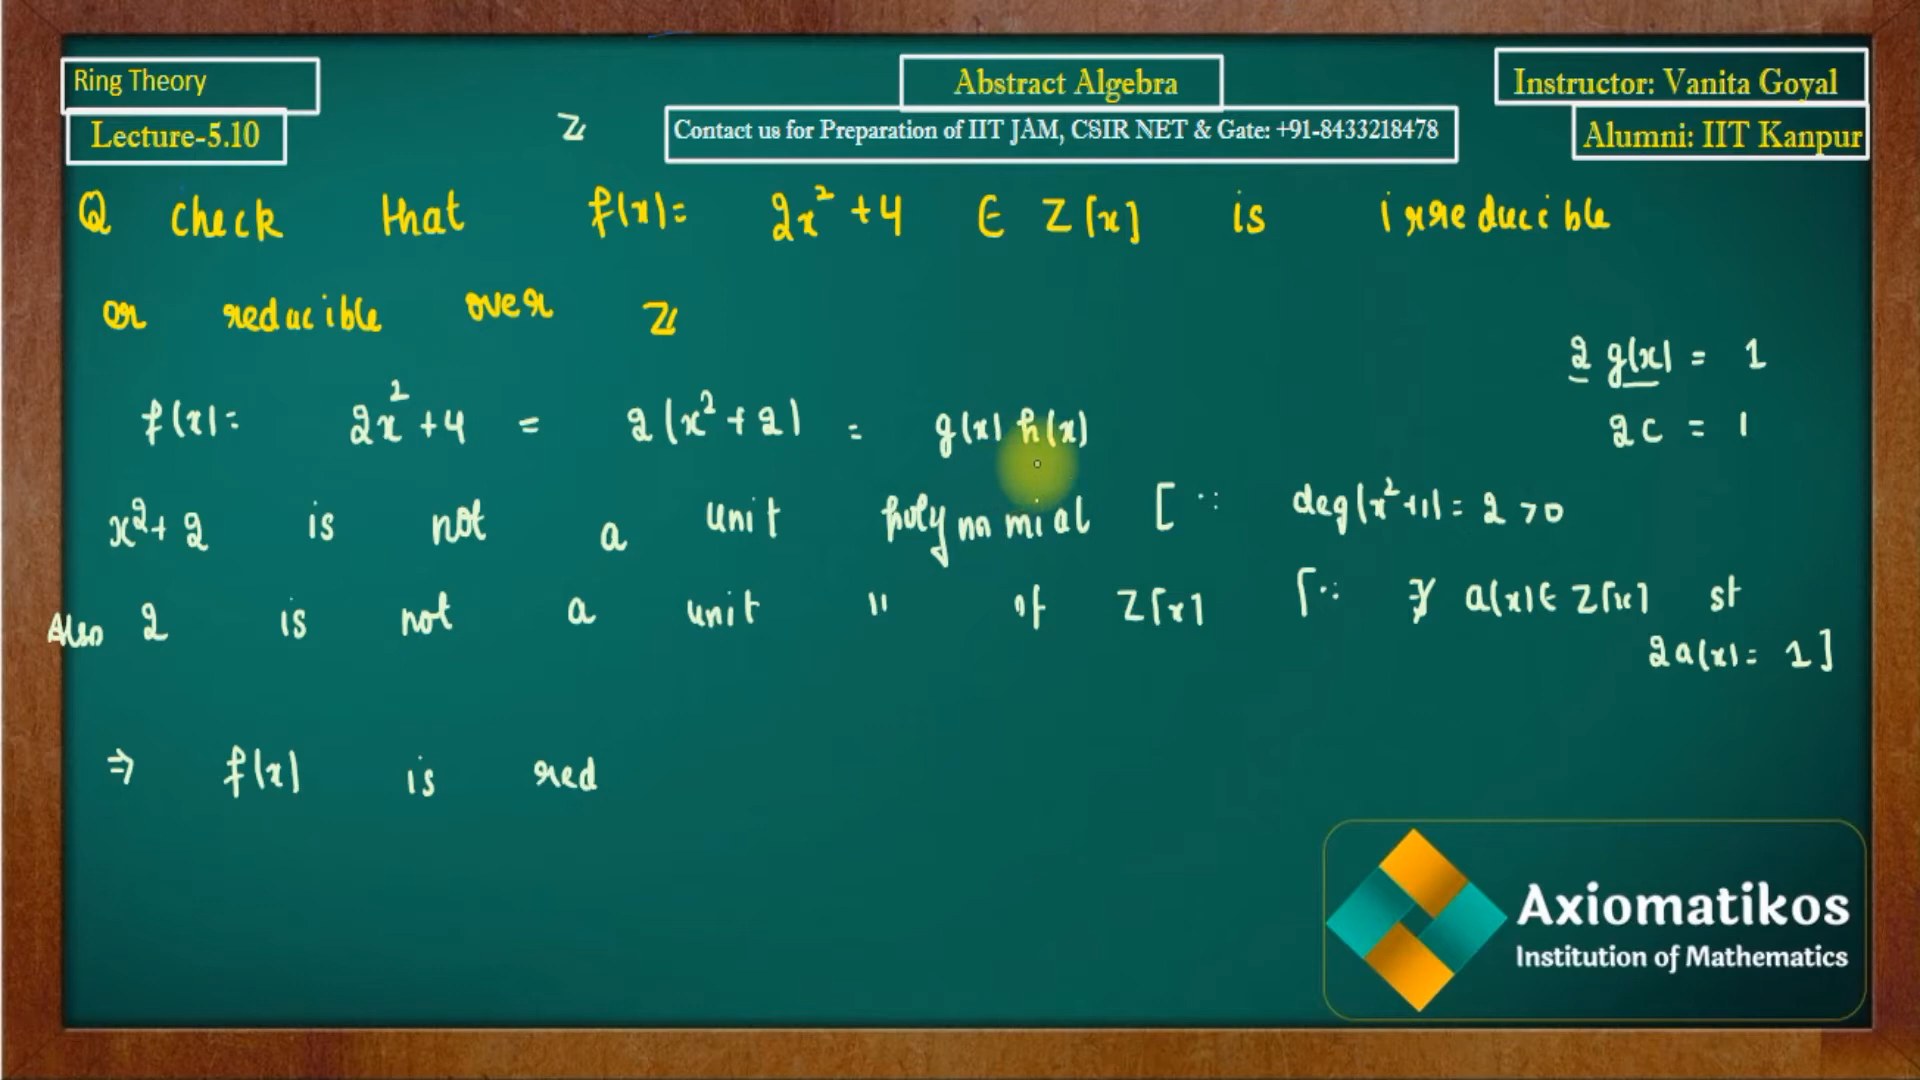 Ring Theory
Abstract Algebra
Instructor: Vanita Goyal
Lecture-5.10
Z
Contact us for Preparation of IIT JAM, CSIR NET & Gate: +91-8433218478
Alumni: IIT Kanpur
Q check that f(x)= 2x²+4 ∈ Z[x] is irreducible
or reducible over Z
2 g(x) = 1
f(x)= 2x²+4 = 2(x²+2) = g(x) h(x)
2c = 1
x²+2 is not a unit polynomial [∵ deg(x²+1)= 2 >0
Also 2 is not a unit " of Z[x] [∵ ∄ a(x)∈ Z[x] st
2a(x)= 1]
⇒ f(x) is red
Axiomatikos
Institution of Mathematics